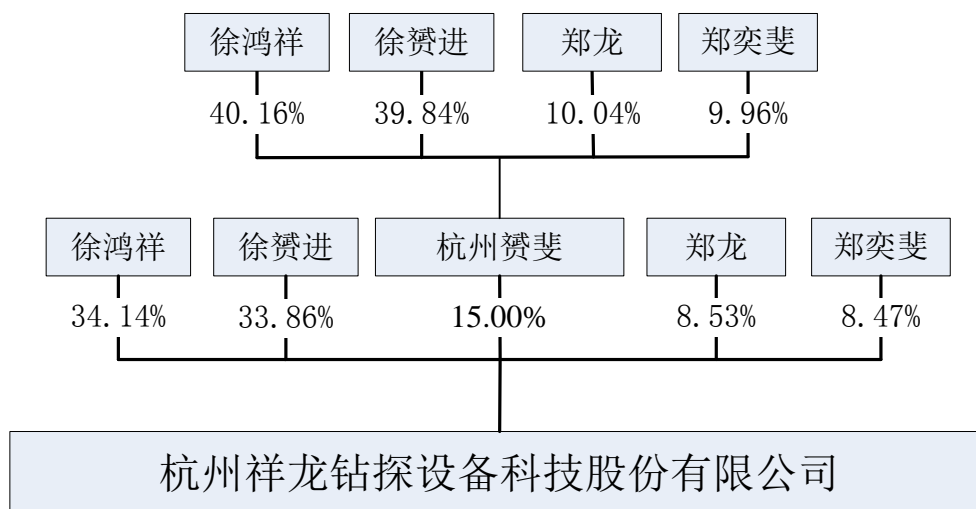 徐鸿祥 徐赟进 郑龙 郑奕斐
40.16% 39.84% 10.04% 9.96%
徐鸿祥 徐赟进 杭州赟斐 郑龙 郑奕斐
34.14% 33.86% 15.00% 8.53% 8.47%
杭州祥龙钻探设备科技股份有限公司